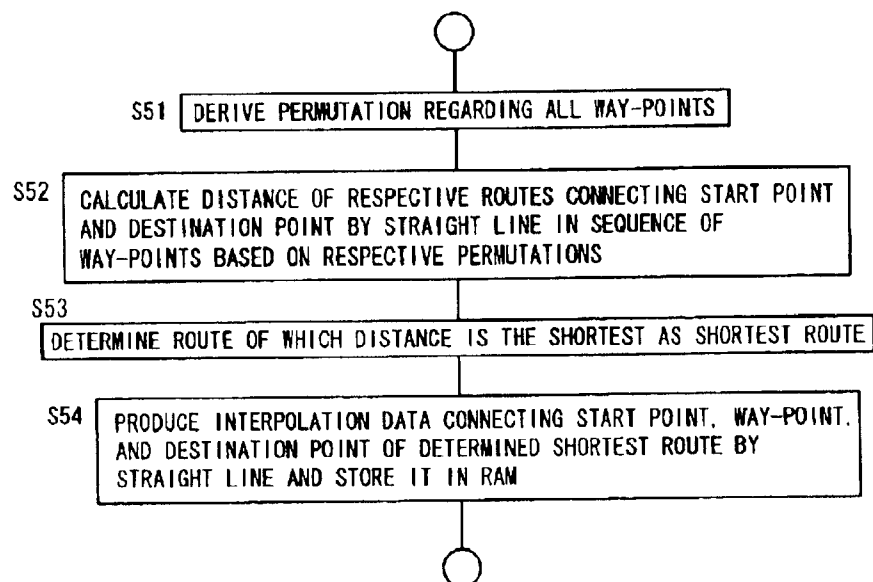 S51 DERIVE PERMUTATION REGARDING ALL WAY-POINTS
S52 CALCULATE DISTANCE OF RESPECTIVE ROUTES CONNECTING START POINT
AND DESTINATION POINT BY STRAIGHT LINE IN SEQUENCE OF
WAY-POINTS BASED ON RESPECTIVE PERMUTATIONS
S53
DETERMINE ROUTE OF WHICH DISTANCE IS THE SHORTEST AS SHORTEST ROUTE
S54 PRODUCE INTERPOLATION DATA CONNECTING START POINT, WAY-POINT,
AND DESTINATION POINT OF DETERMINED SHORTEST ROUTE BY
STRAIGHT LINE AND STORE IT IN RAM